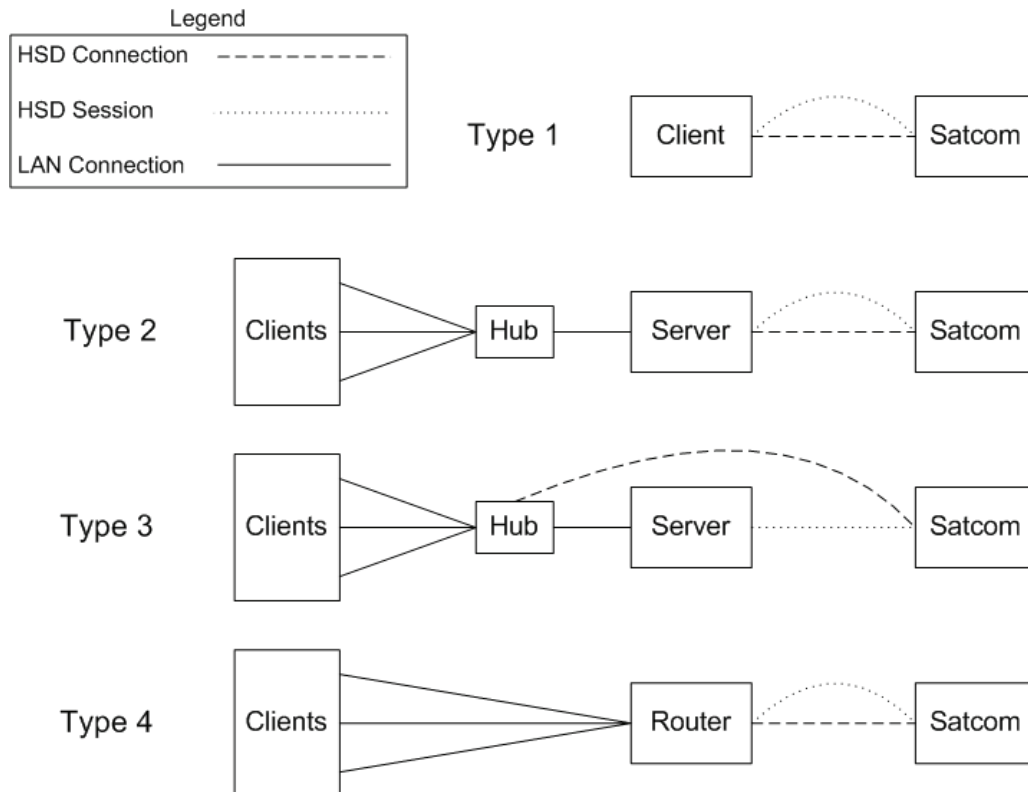 Legend
HSD Connection
HSD Session
LAN Connection
Type 1
Client
Satcom
Type 2
Clients
Hub
Server
Satcom
Type 3
Clients
Hub
Server
Satcom
Type 4
Clients
Router
Satcom